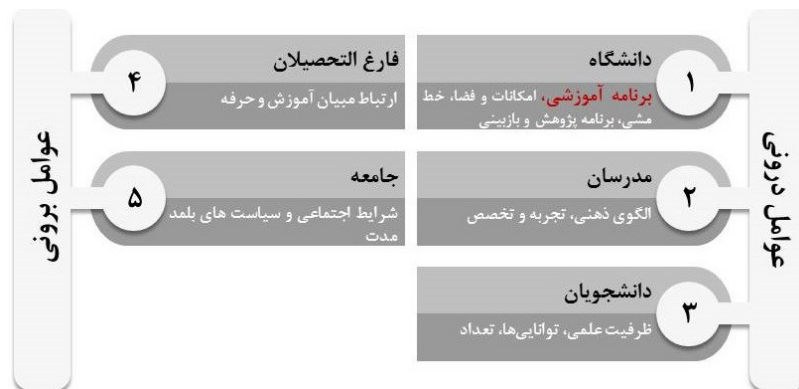 عوامل درونی
۱
دانشگاه
برنامه آموزشی، امکانات و فضا، خط
مشی، برنامه پژوهش و بازبینی
۲
مدرسان
الگوی ذهنی، تجربه و تخصص
۳
دانشجویان
ظرفیت علمی، توانایی‌ها، تعداد
عوامل برونی
۴
فارغ التحصیلان
ارتباط مبیان آموزش و حرفه
۵
جامعه
شرایط اجتماعی و سیاست های بلمد
مدت